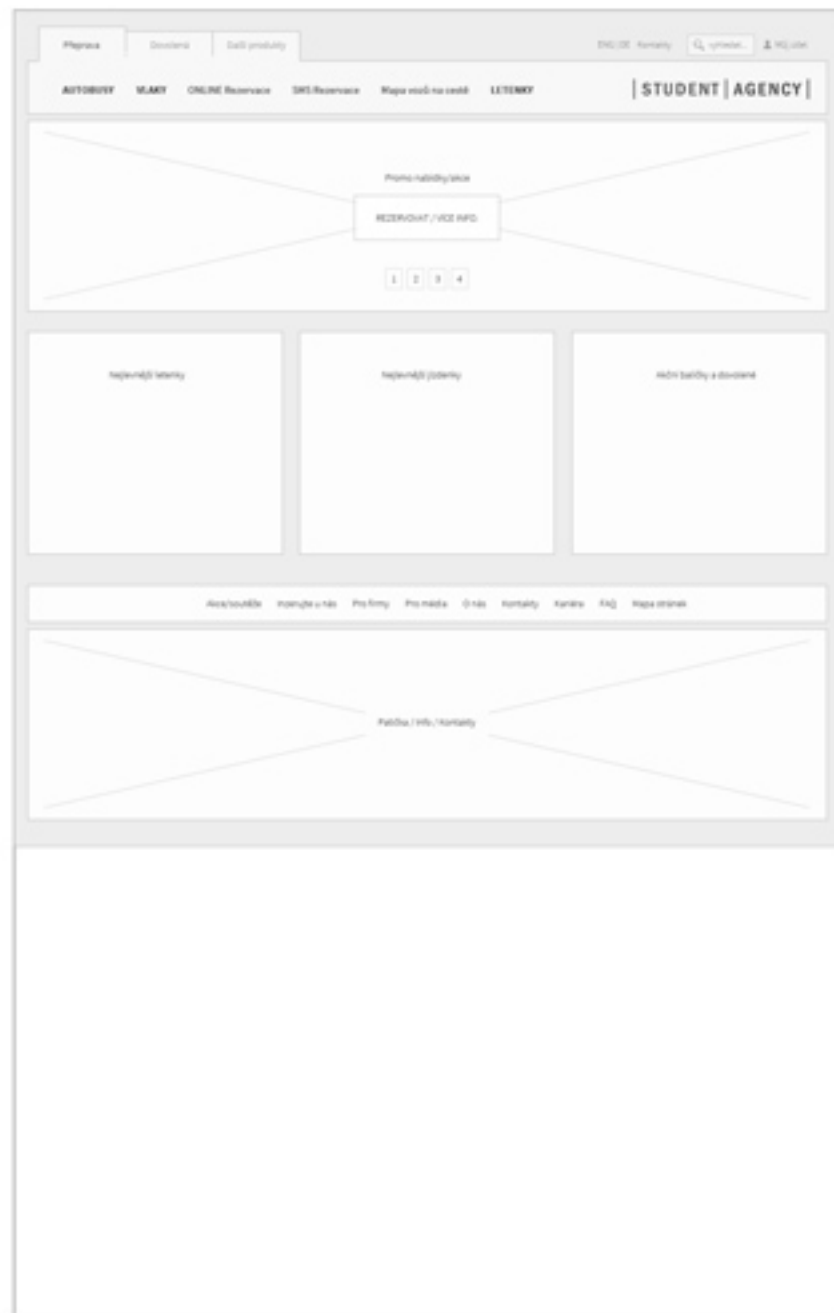 Přeprava Dovolená Další produkty
ENG DE Kontakty vyhledat... Můj účet
AUTOBUSY VLAKY ONLINE Rezervace SMS Rezervace Mapa vozů na cestě LETENKY
STUDENT AGENCY
Promo nabídky/akce
REZERVOVAT / VÍCE INFO.
1 2 3 4
Nejlevnější letenky
Nejlevnější jízdenky
Akční balíčky a dovolené
Akce/soutěže Inzerujte u nás Pro firmy Pro média O nás Kontakty Kariéra FAQ Mapa stránek
Patička / Info / Kontakty